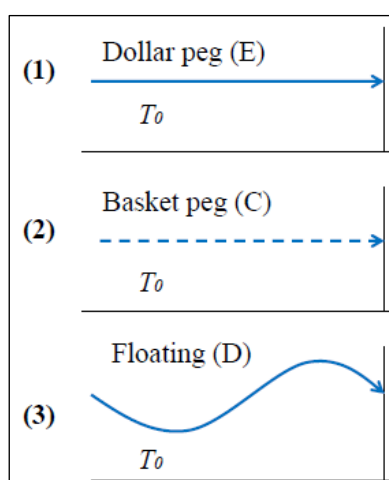 (1) Dollar peg (E)
T₀
(2) Basket peg (C)
T₀
Floating (D)
(3)
T₀